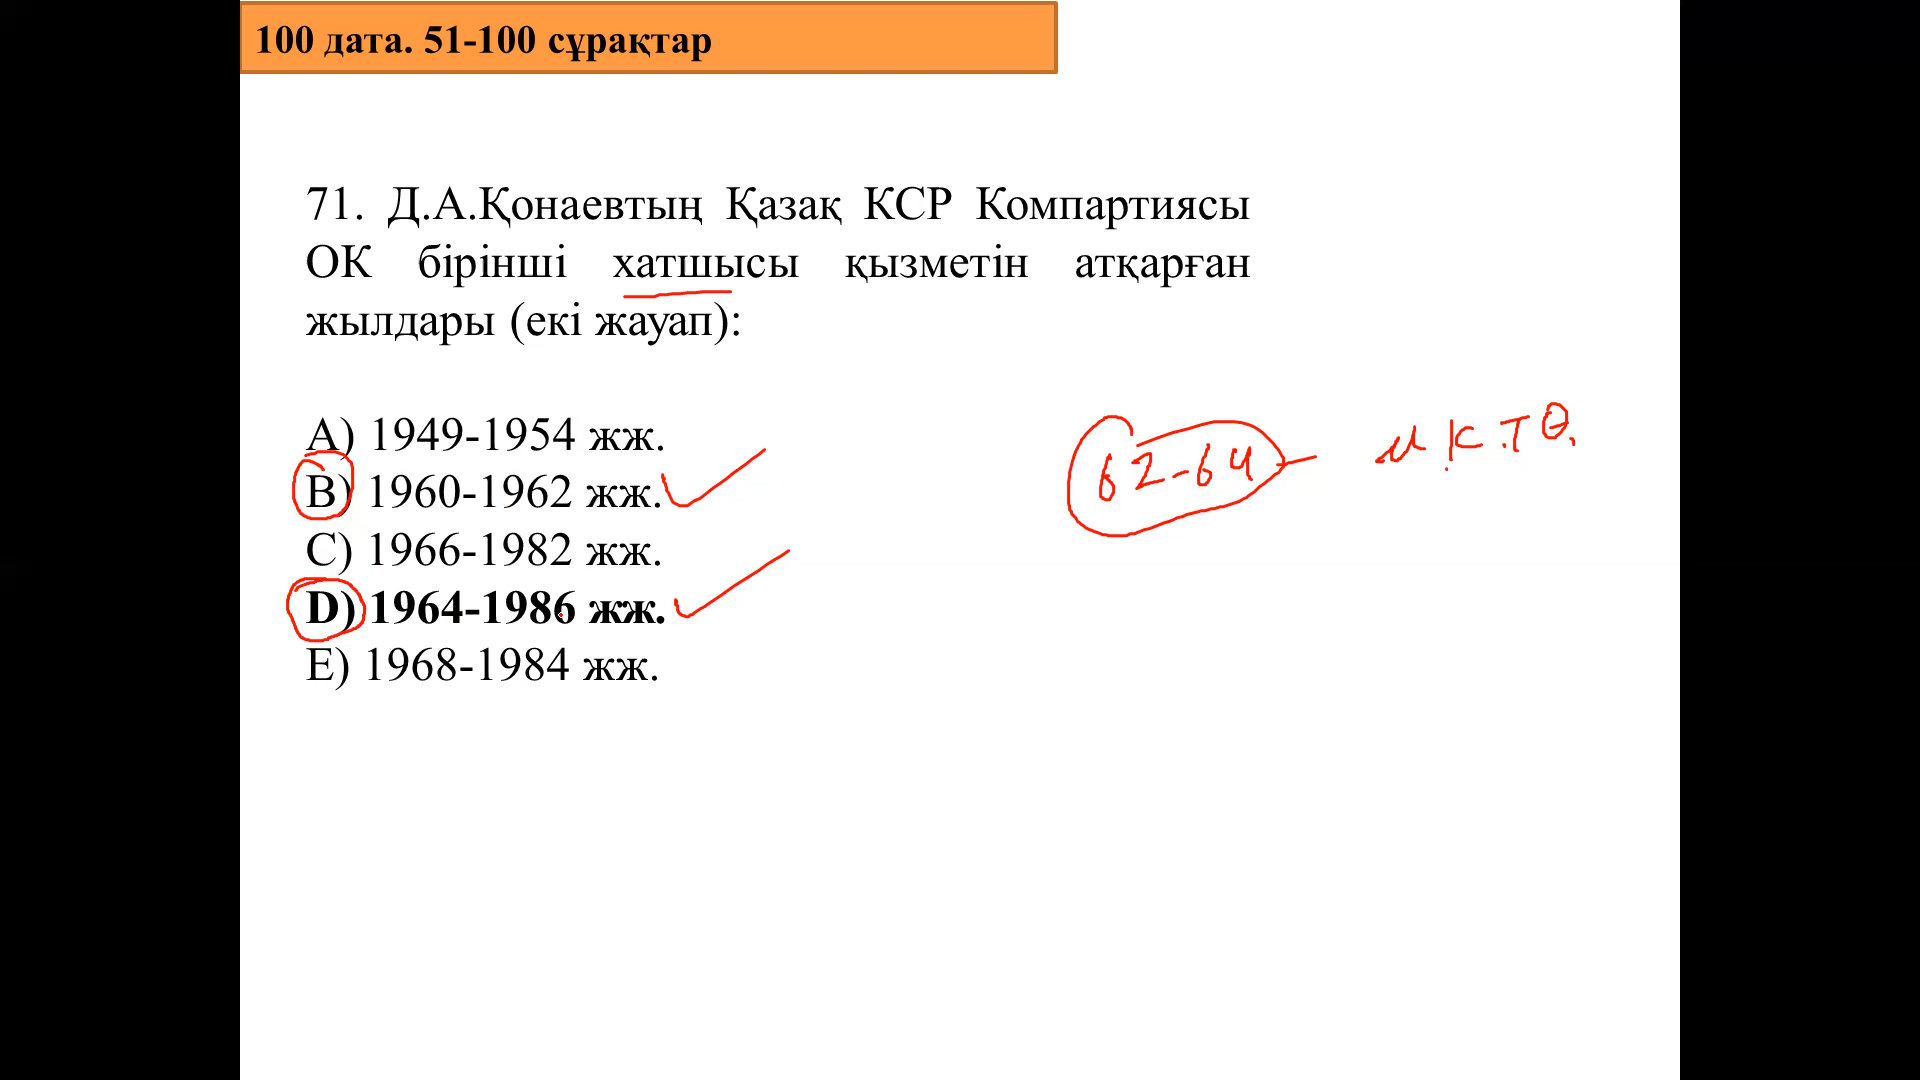 100 дата. 51-100 сұрақтар
71. Д.А.Қонаевтың Қазақ КСР Компартиясы
ОК бірінші хатшысы қызметін атқарған
жылдары (екі жауап):
A) 1949-1954 жж.
B) 1960-1962 жж.
C) 1966-1982 жж.
D) 1964-1986 жж.
E) 1968-1984 жж.
62-64 - М.К.Т.Ө.